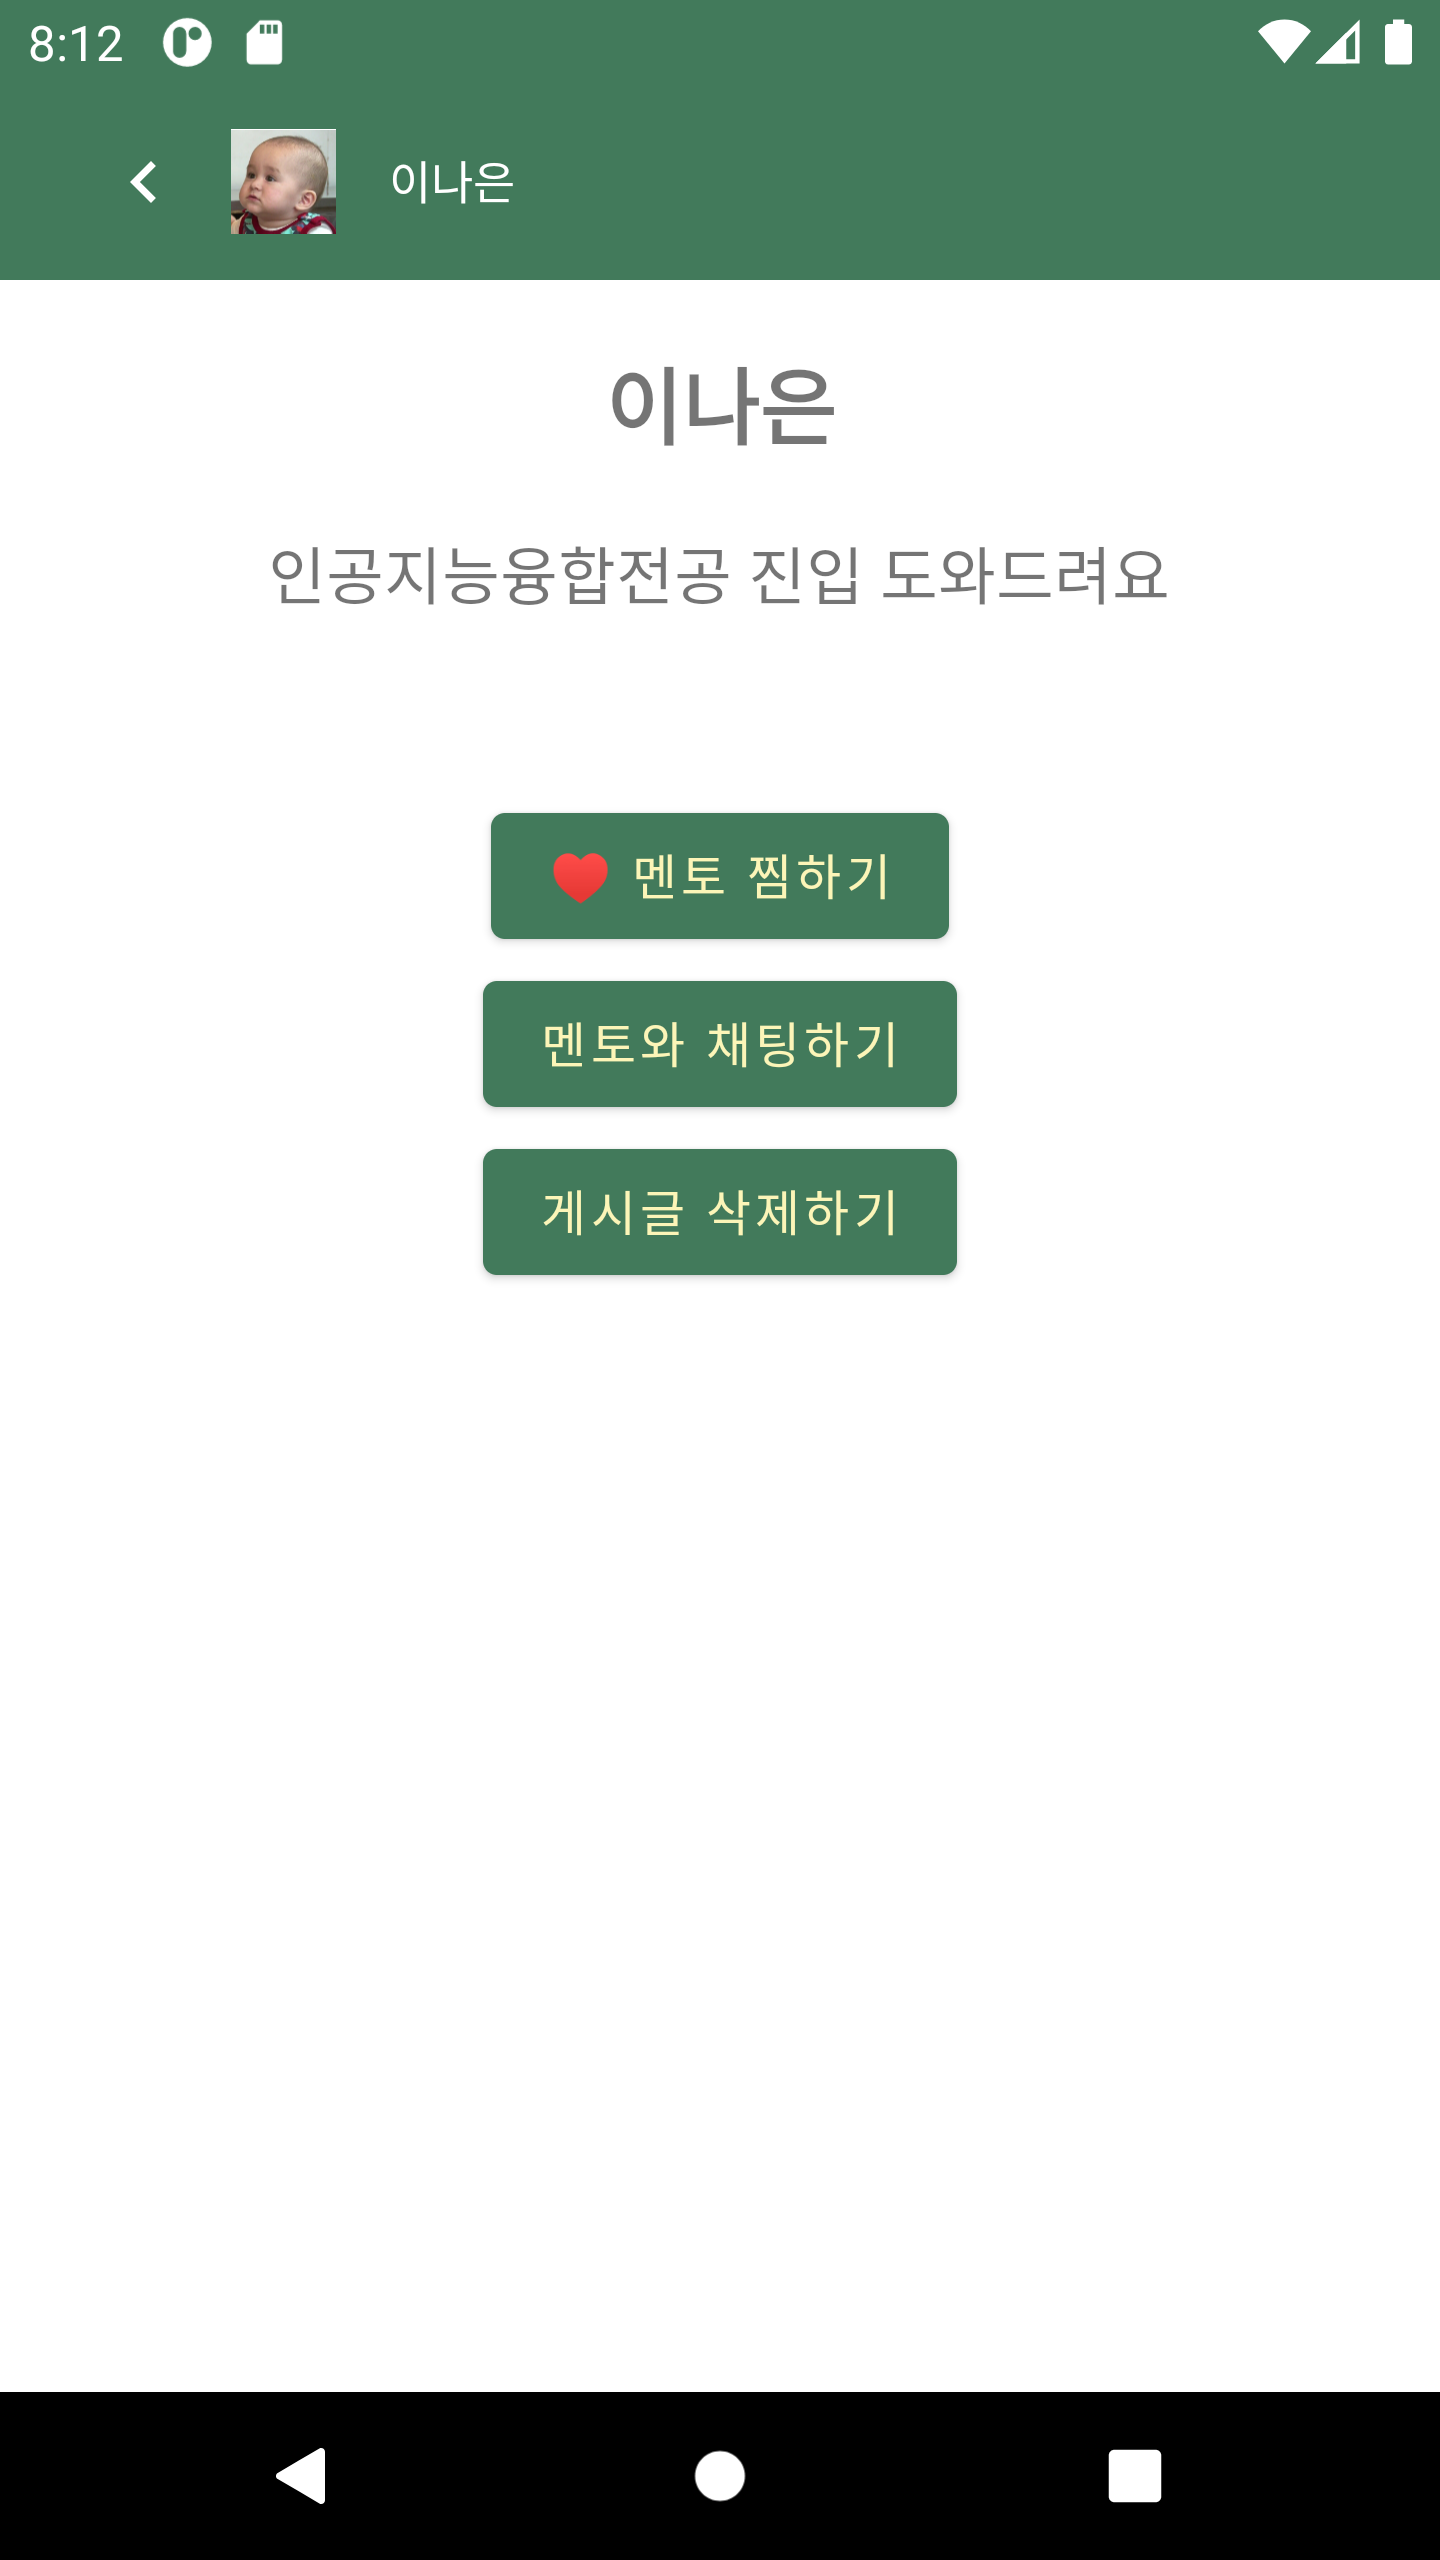 8:12
이나은
이나은
인공지능융합전공 진입 도와드려요
❤️ 멘토 찜하기
멘토와 채팅하기
게시글 삭제하기